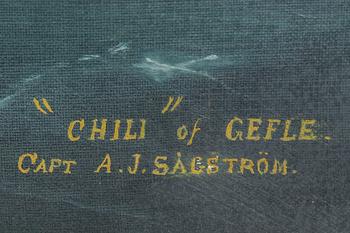 "CHILI" of GEFLE.
CAPT A.J. SÅGSTRÖM.